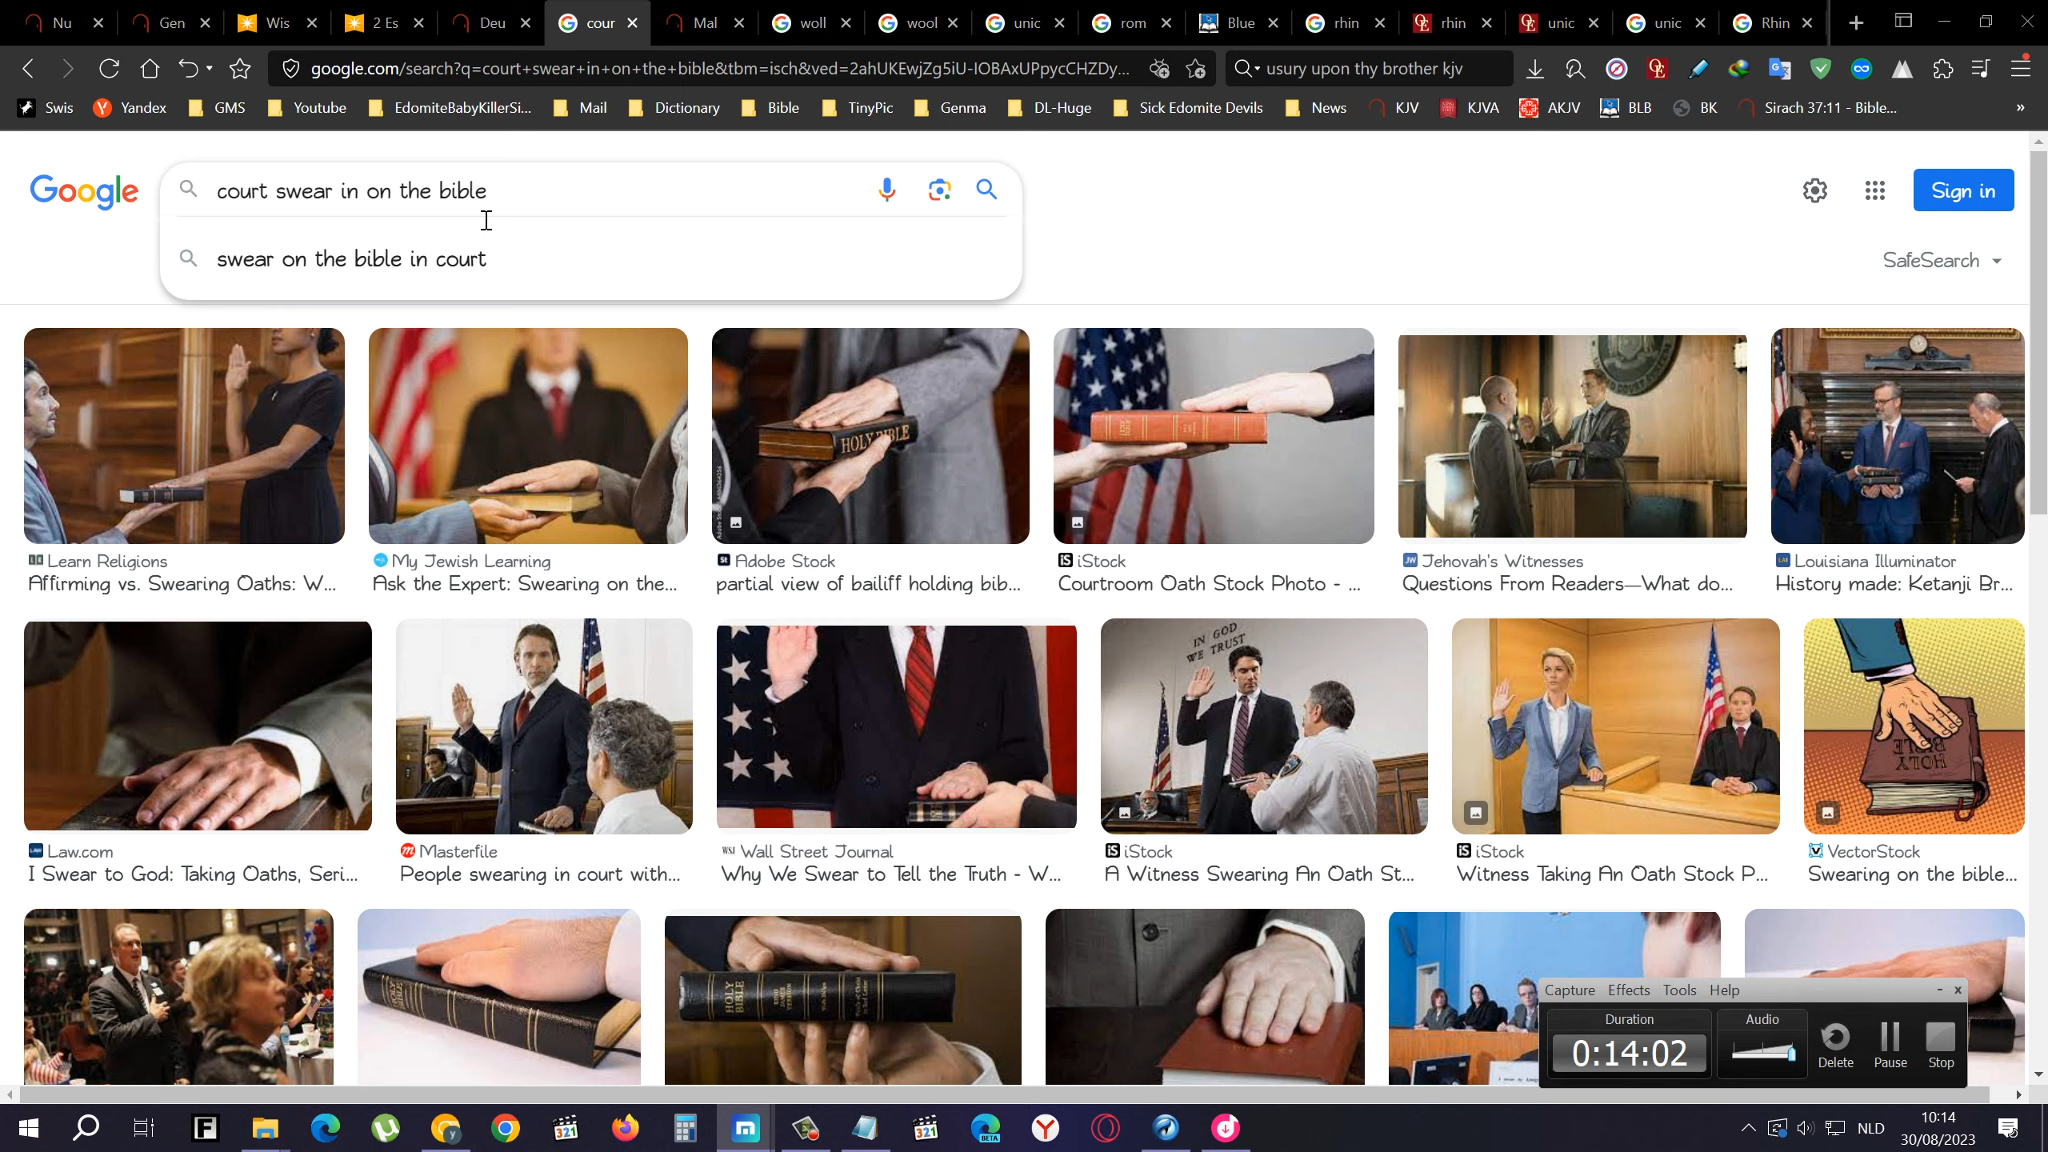 Nu
Gen
Wis
2 Es
Deu
cour
Mal
woll
wool
unic
rom
Blue
rhin
rhin
unic
unic
Rhin
google.com/search?q=court+swear+in+on+the+bible&tbm=isch&ved=2ahUKEwjZg5iU-IOBAxUPpycCHZDy...
usury upon thy brother kjv
Swis
Yandex
GMS
Youtube
EdomiteBabyKillerSi...
Mail
Dictionary
Bible
TinyPic
Genma
DL-Huge
Sick Edomite Devils
News
KJV
KJVA
AKJV
BLB
BK
Sirach 37:11 - Bible...
Google
court swear in on the bible
Sign in
swear on the bible in court
SafeSearch
HOLY BIBLE
Learn Religions
Affirming vs. Swearing Oaths: W...
My Jewish Learning
Ask the Expert: Swearing on the...
Adobe Stock
partial view of bailiff holding bib...
iStock
Courtroom Oath Stock Photo - ...
Jehovah's Witnesses
Questions From Readers—What do...
Louisiana Illuminator
History made: Ketanji Br...
IN GOD
WE TRUST
HOLY
BIBLE
Law.com
I Swear to God: Taking Oaths, Seri...
Masterfile
People swearing in court with...
WSJ Wall Street Journal
Why We Swear to Tell the Truth - W...
iStock
A Witness Swearing An Oath St...
iStock
Witness Taking An Oath Stock P...
VectorStock
Swearing on the bible...
HOLY
BIBLE
HOLY
BIBLE
Capture Effects Tools Help
Duration
Audio
0:14:02
Delete
Pause
Stop
NLD
10:14
30/08/2023